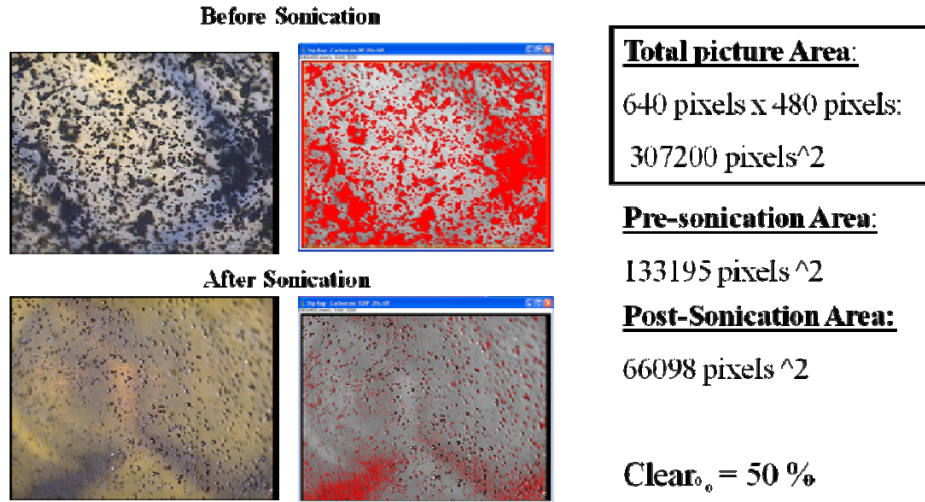 Before Sonication
After Sonication
Total picture Area:
640 pixels x 480 pixels:
307200 pixels^2
Pre-sonication Area:
133195 pixels ^2
Post-Sonication Area:
66098 pixels ^2
Clear% = 50 %